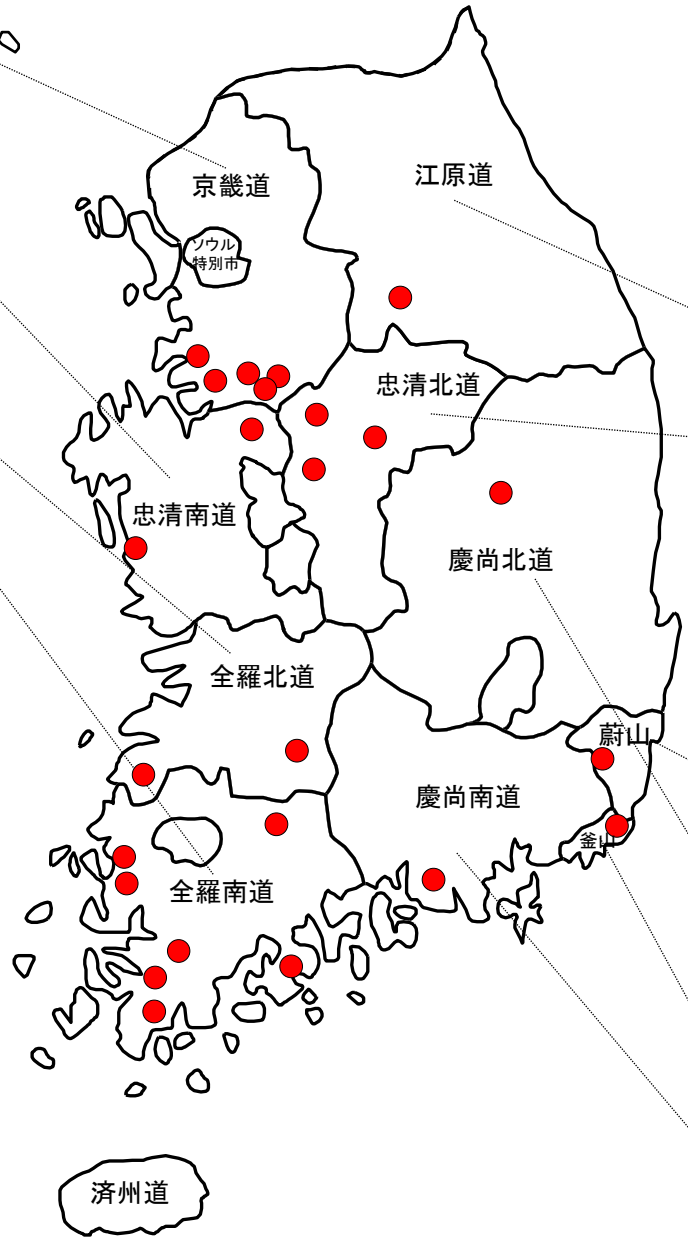 京畿道
江原道
ソウル
特別市
忠清北道
忠清南道
慶尚北道
全羅北道
蔚山
慶尚南道
釜山
全羅南道
済州道